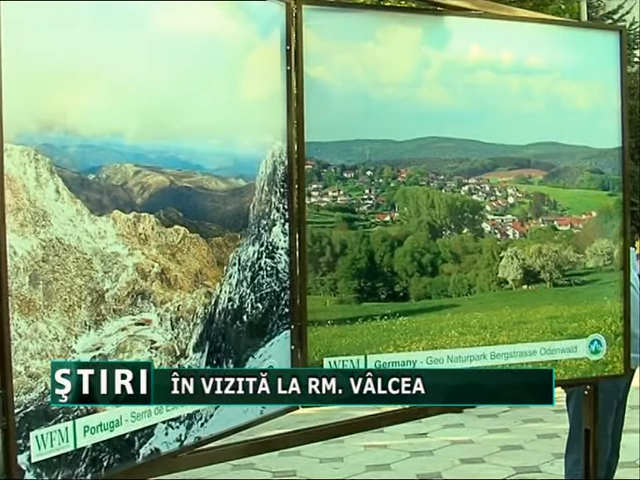 WFM Germany - Geo Naturpark Bergstrasse Odenwald
ŞTIRI ÎN VIZITĂ LA RM. VÂLCEA
WFM Portugal - Serra de